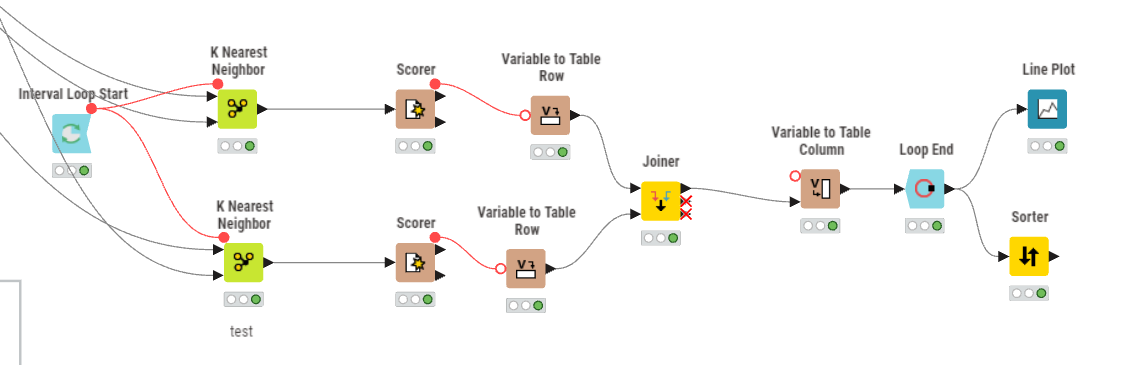 K Nearest
Neighbor
Scorer
Variable to Table
Row
Line Plot
Interval Loop Start
Variable to Table
Column
Loop End
Joiner
K Nearest
Neighbor
Scorer
Variable to Table
Row
Sorter
test